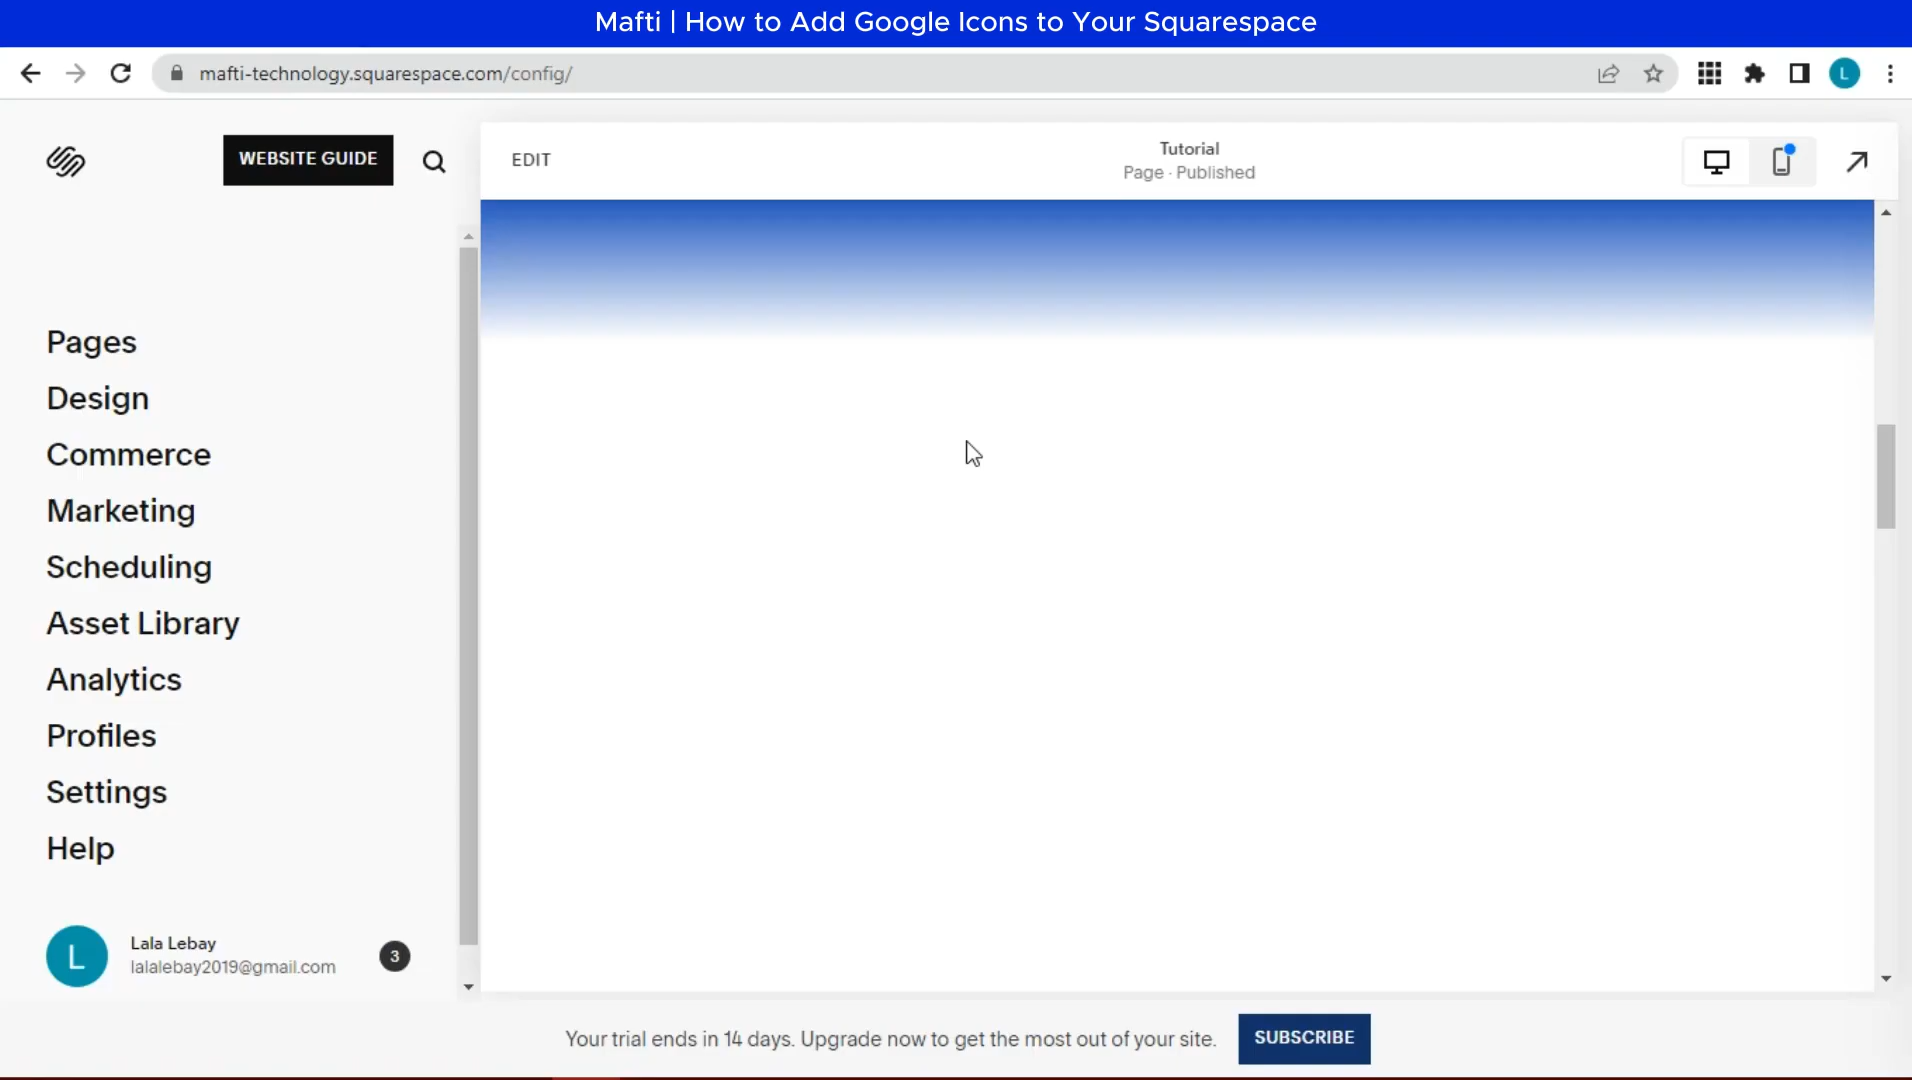 Mafti | How to Add Google Icons to Your Squarespace
mafti-technology.squarespace.com/config/
L
WEBSITE GUIDE
EDIT
Tutorial
Page · Published
Pages
Design
Commerce
Marketing
Scheduling
Asset Library
Analytics
Profiles
Settings
Help
L
Lala Lebay
lalalebay2019@gmail.com
3
Your trial ends in 14 days. Upgrade now to get the most out of your site.
SUBSCRIBE